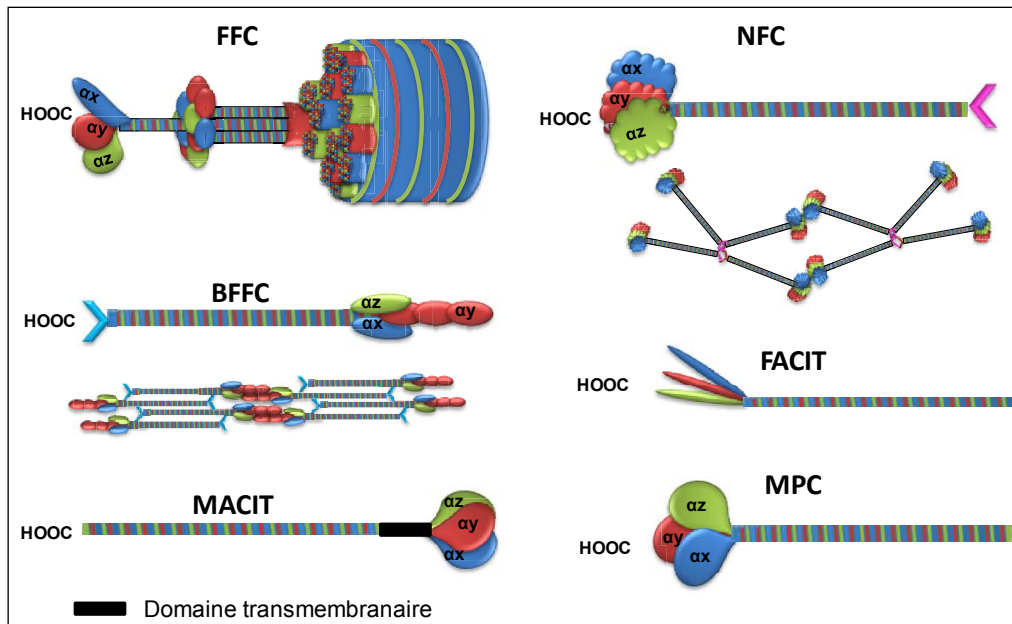 FFC
αx
HOOC
αy
αz
NFC
αx
αy
HOOC
αz
BFFC
αz
HOOC
αy
αx
FACIT
HOOC
MACIT
αz
HOOC
αy
αx
MPC
αz
HOOC
αy
αx
Domaine transmembranaire